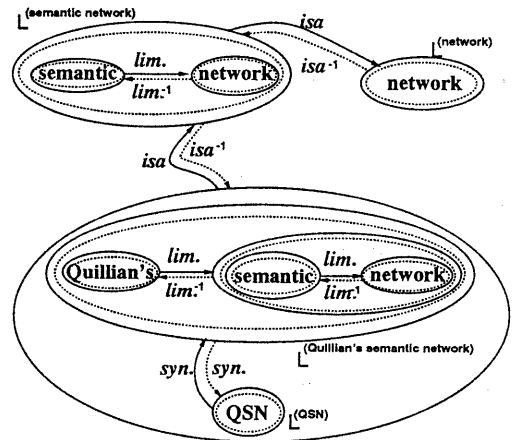 (semantic network)
isa
(network)
semantic lim. network
lim.-1
isa-1
network
isa isa-1
Quillian's lim. semantic lim. network
lim.-1 lim.-1
(Quillian's semantic network)
syn. syn.
QSN (QSN)